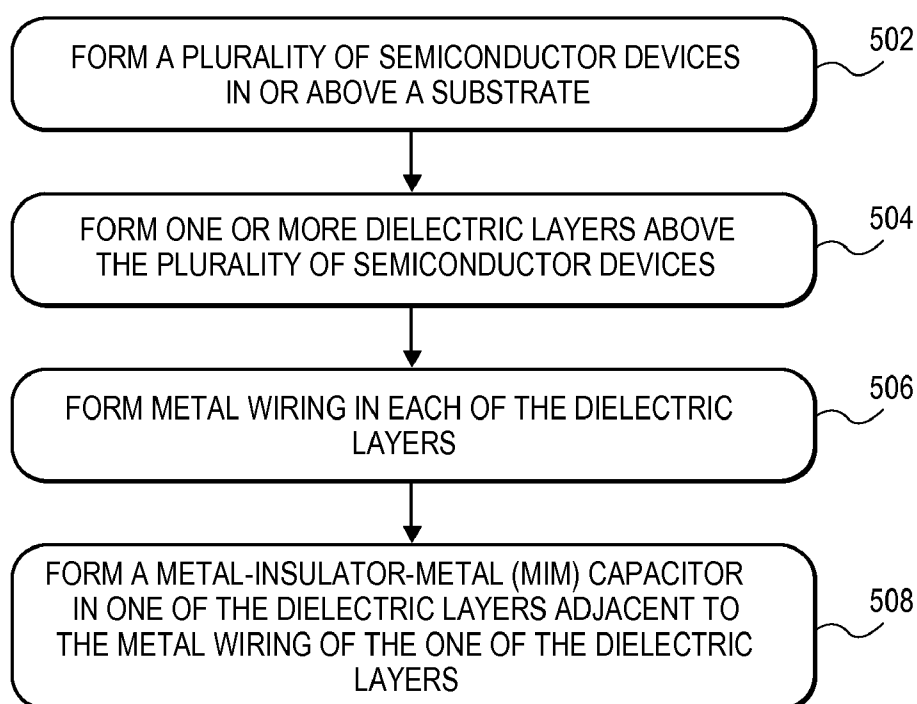 FORM A PLURALITY OF SEMICONDUCTOR DEVICES
IN OR ABOVE A SUBSTRATE
502
FORM ONE OR MORE DIELECTRIC LAYERS ABOVE
THE PLURALITY OF SEMICONDUCTOR DEVICES
504
FORM METAL WIRING IN EACH OF THE DIELECTRIC
LAYERS
506
FORM A METAL-INSULATOR-METAL (MIM) CAPACITOR
IN ONE OF THE DIELECTRIC LAYERS ADJACENT TO
THE METAL WIRING OF THE ONE OF THE DIELECTRIC
LAYERS
508